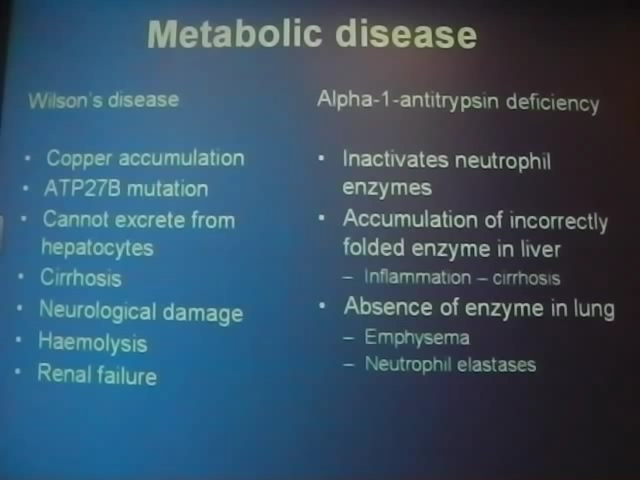 Metabolic disease
Wilson's disease
• Copper accumulation
• ATP27B mutation
• Cannot excrete from
hepatocytes
• Cirrhosis
• Neurological damage
• Haemolysis
• Renal failure
Alpha-1-antitrypsin deficiency
• Inactivates neutrophil
enzymes
• Accumulation of incorrectly
folded enzyme in liver
– Inflammation – cirrhosis
• Absence of enzyme in lung
– Emphysema
– Neutrophil elastases